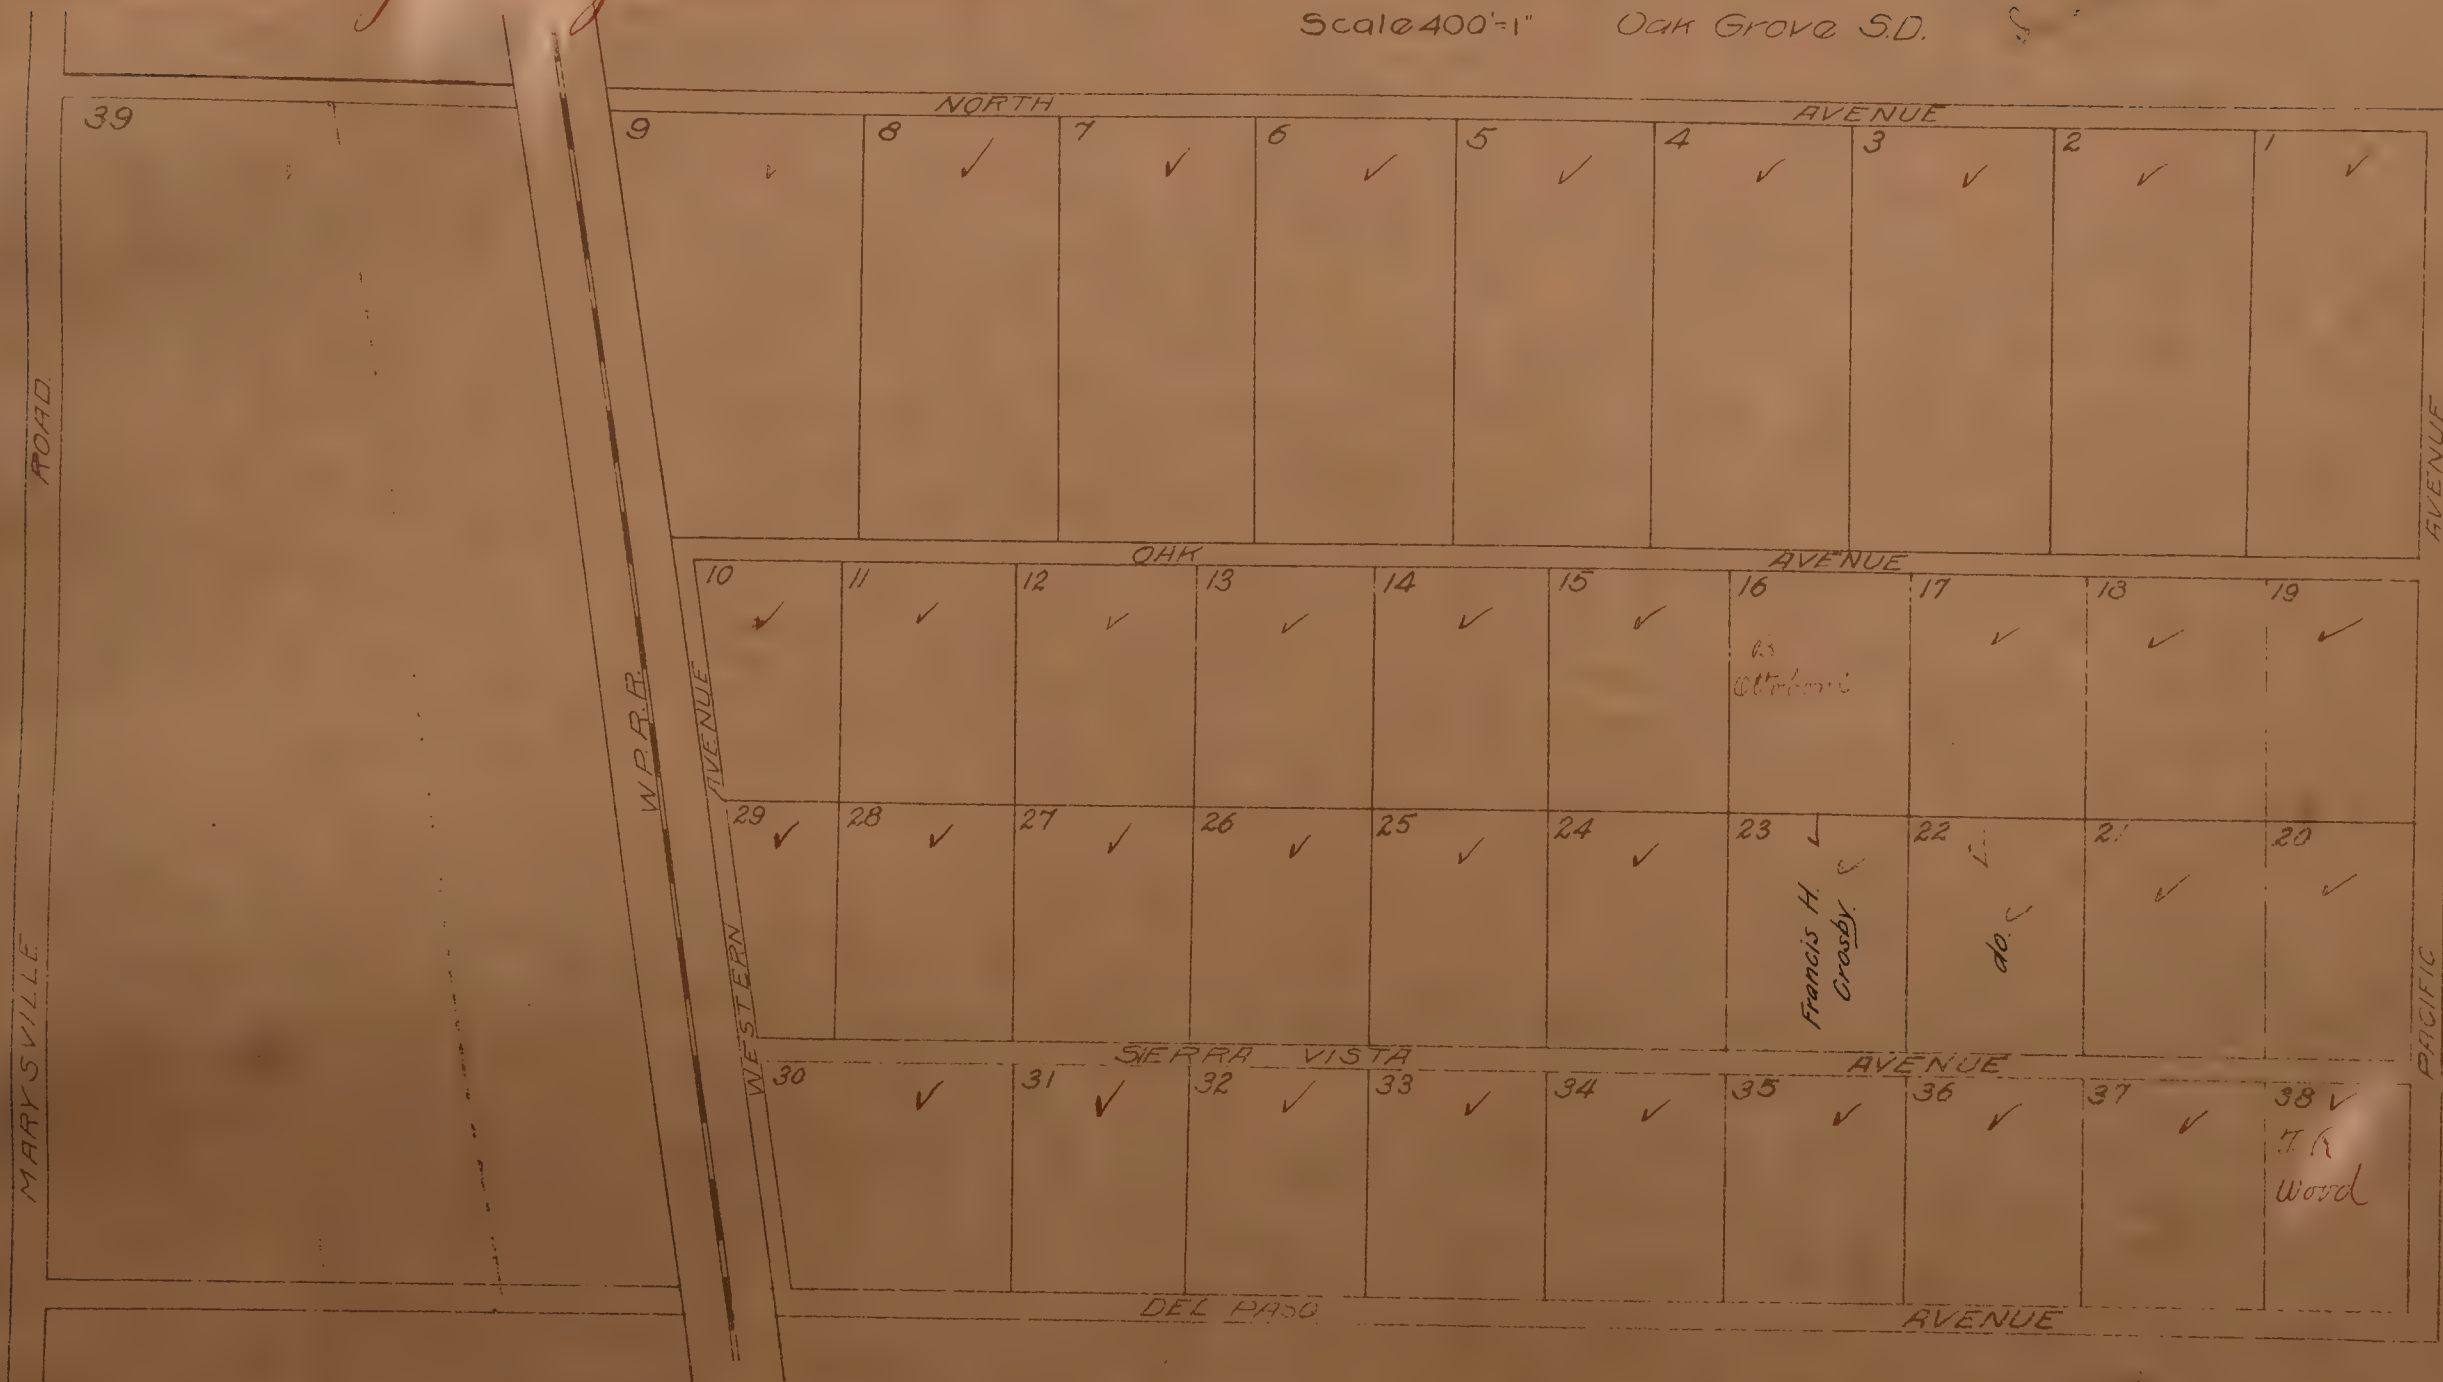 Scale 400'=1" Oak Grove S.D.
NORTH AVENUE
39 9 8 7 6 5 4 3 2 1
ROAD.
AVENUE
OAK AVENUE
10 11 12 13 14 15 16 17 18 19
W.P.R.R.
AVENUE
29 28 27 26 25 24 23 22 21 20
Francis H.
Crosby.
do.
MARYSVILLE
WESTERN
PACIFIC
SIERRA VISTA AVENUE
30 31 32 33 34 35 36 37 38
Wood
DEL PASO AVENUE